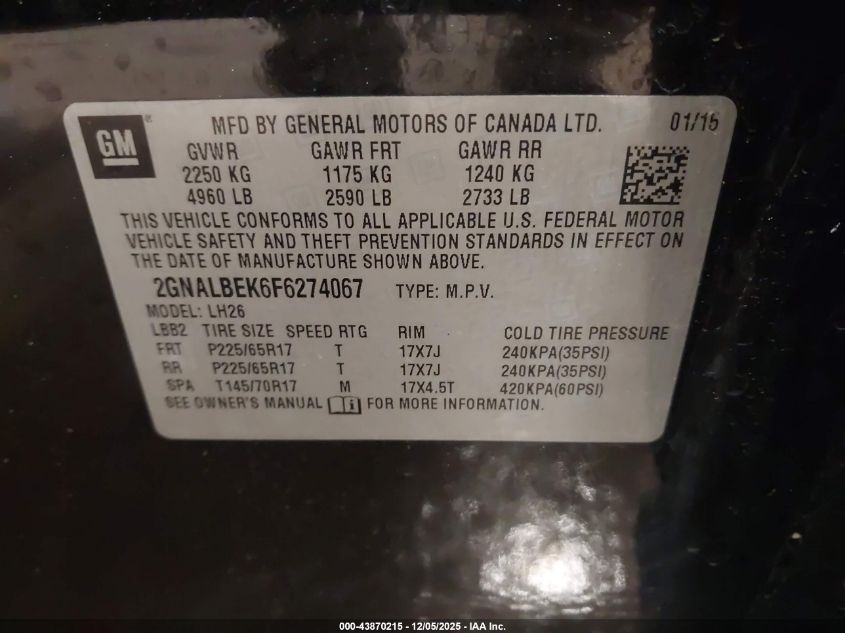 GM ® MFD BY GENERAL MOTORS OF CANADA LTD. 01/15
GVWR GAWR FRT GAWR RR
2250 KG 1175 KG 1240 KG
4960 LB 2590 LB 2733 LB
THIS VEHICLE CONFORMS TO ALL APPLICABLE U.S. FEDERAL MOTOR
VEHICLE SAFETY AND THEFT PREVENTION STANDARDS IN EFFECT ON
THE DATE OF MANUFACTURE SHOWN ABOVE.
2GNALBEK6F6274067 TYPE: M.P.V.
MODEL: LH26
LBB2 TIRE SIZE SPEED RTG RIM COLD TIRE PRESSURE
FRT P225/65R17 T 17X7J 240KPA(35PSI)
RR P225/65R17 T 17X7J 240KPA(35PSI)
SPA T145/70R17 M 17X4.5T 420KPA(60PSI)
SEE OWNER'S MANUAL i FOR MORE INFORMATION.
000-43870215 - 12/05/2025 - IAA Inc.